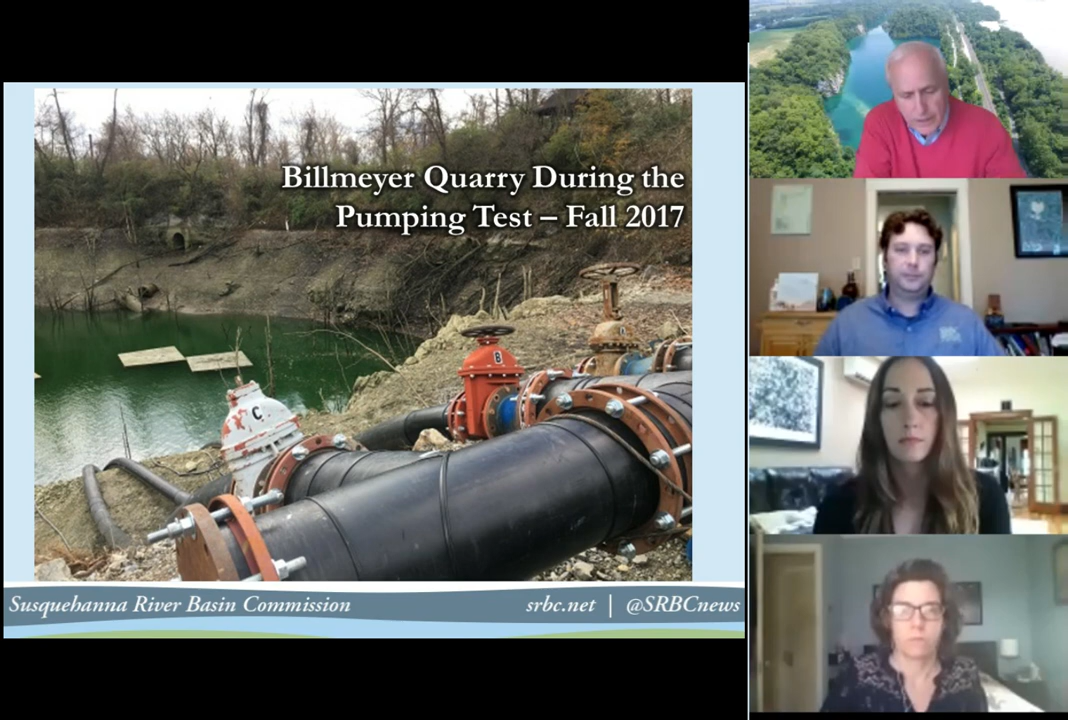 Billmeyer Quarry During the
Pumping Test – Fall 2017
B
C
Susquehanna River Basin Commission
srbc.net | @SRBCnews